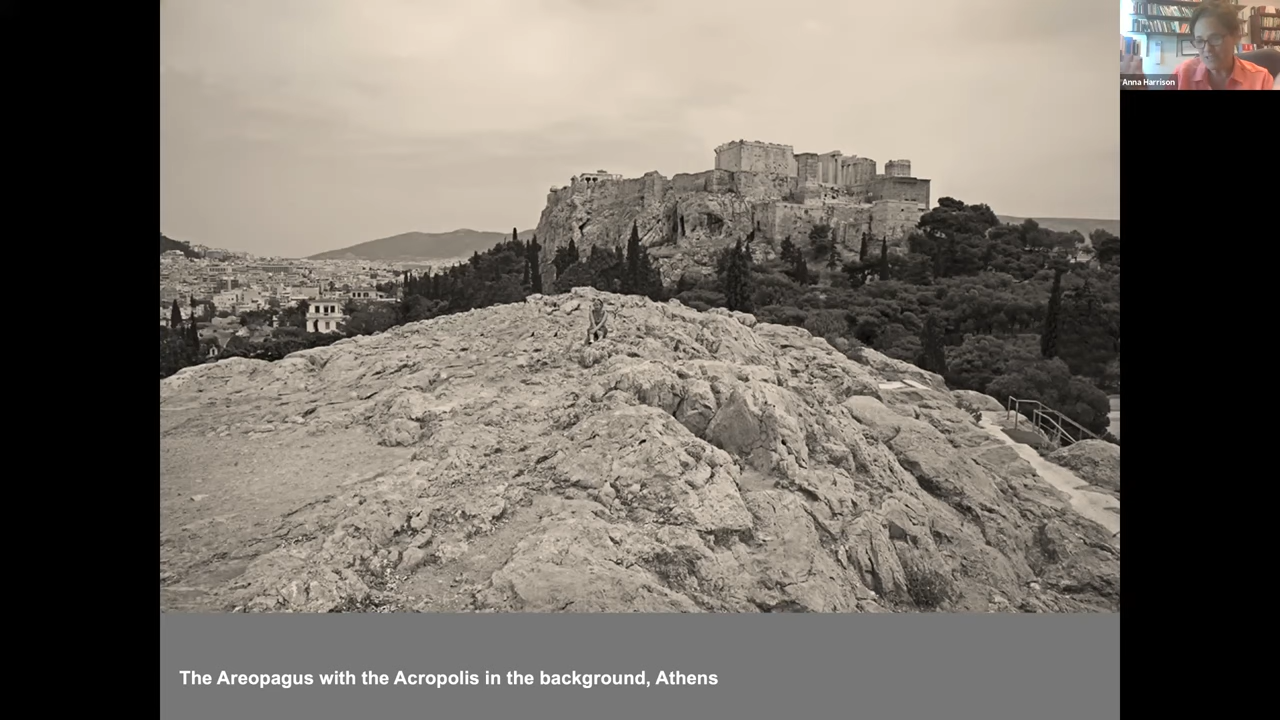 Anna Harrison
The Areopagus with the Acropolis in the background, Athens